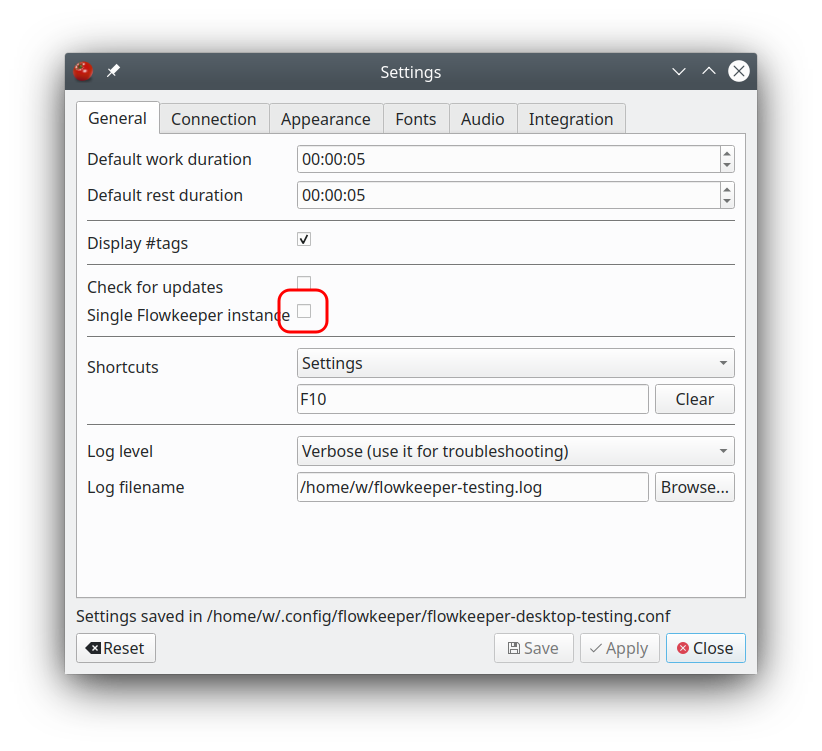 Settings
General Connection Appearance Fonts Audio Integration
Default work duration 00:00:05
Default rest duration 00:00:05
Display #tags
Check for updates
Single Flowkeeper instance
Shortcuts Settings
F10 Clear
Log level Verbose (use it for troubleshooting)
Log filename /home/w/flowkeeper-testing.log Browse...
Settings saved in /home/w/.config/flowkeeper/flowkeeper-desktop-testing.conf
Reset Save Apply Close